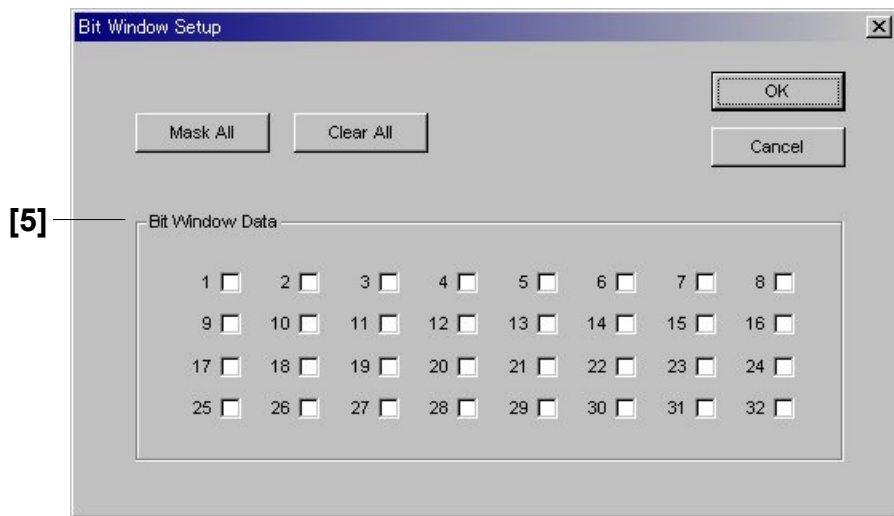 Bit Window Setup
OK
Mask All Clear All
Cancel
[5]
Bit Window Data
1 2 3 4 5 6 7 8
9 10 11 12 13 14 15 16
17 18 19 20 21 22 23 24
25 26 27 28 29 30 31 32